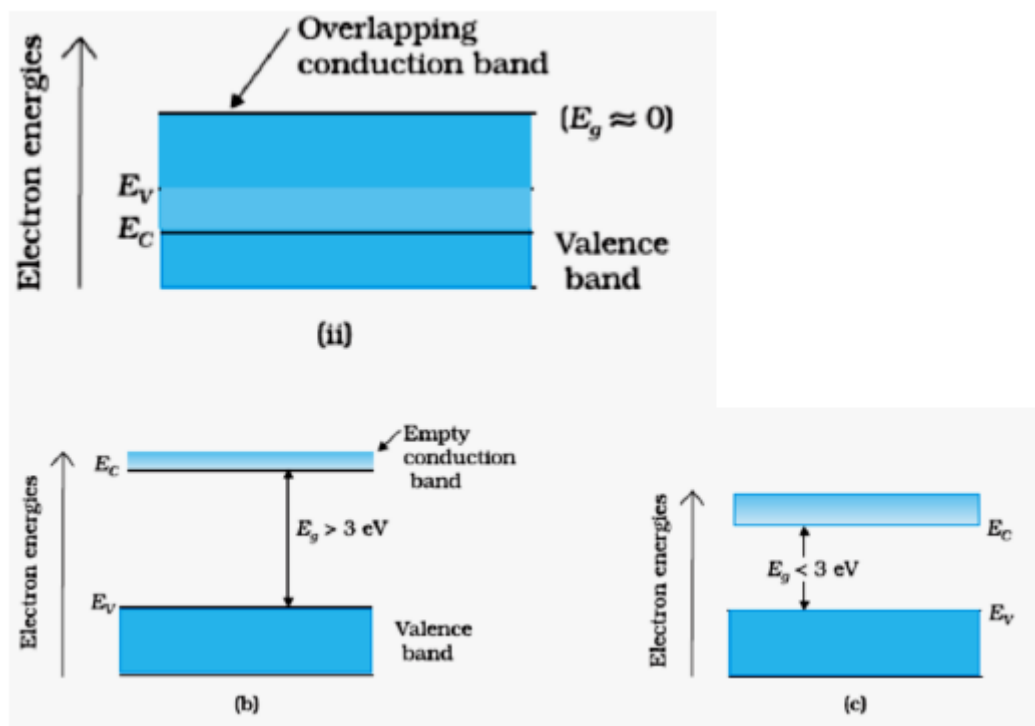 Overlapping
conduction band
Electron energies
(E_g ≈ 0)
E_V
E_C
Valence
band
(ii)
Electron energies
Empty
conduction
band
E_C
E_g > 3 eV
E_V
Valence
band
(b)
Electron energies
E_C
E_g < 3 eV
E_V
(c)